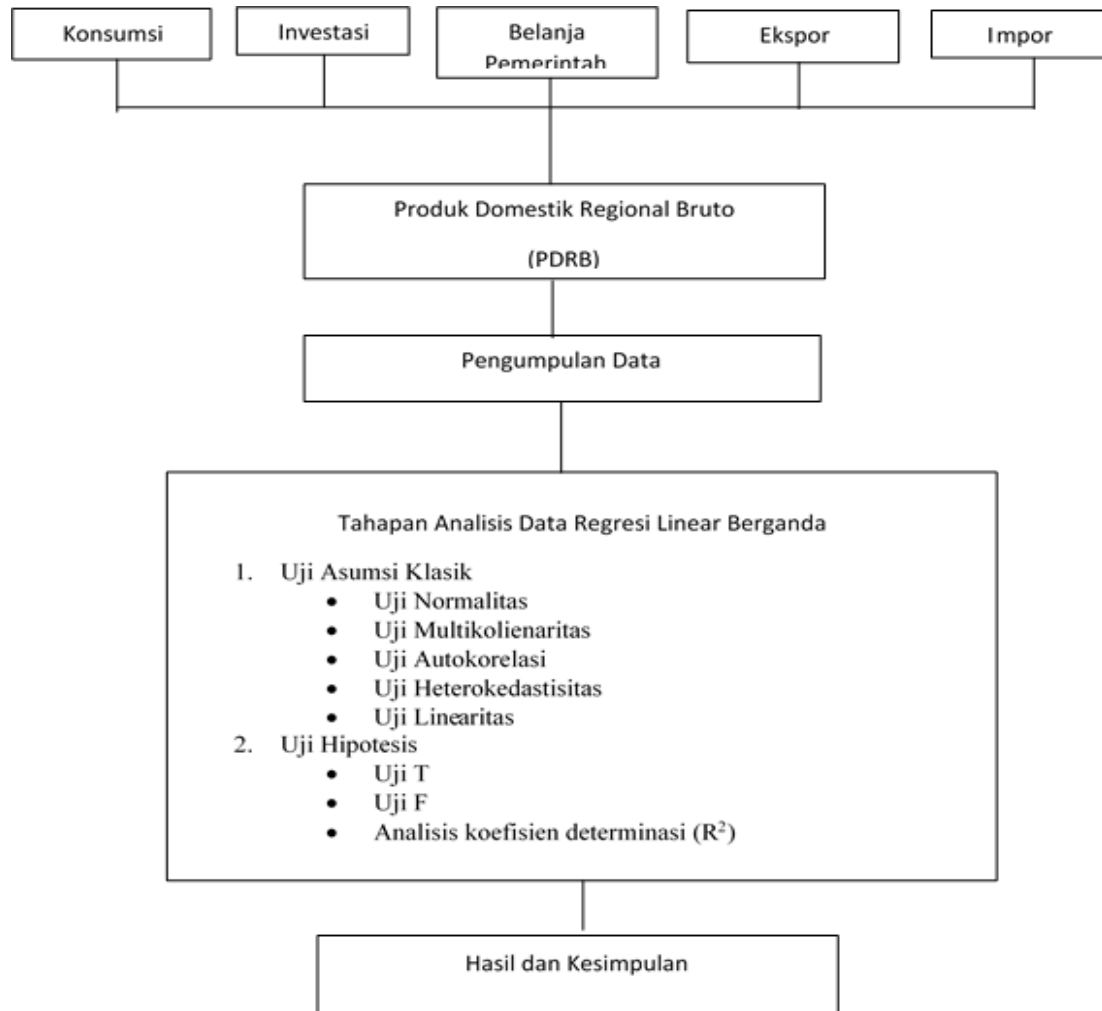 Konsumsi
Investasi
Belanja
Pemerintah
Ekspor
Impor
Produk Domestik Regional Bruto
(PDRB)
Pengumpulan Data
Tahapan Analisis Data Regresi Linear Berganda
1. Uji Asumsi Klasik
• Uji Normalitas
• Uji Multikolienaritas
• Uji Autokorelasi
• Uji Heterokedastisitas
• Uji Linearitas
2. Uji Hipotesis
• Uji T
• Uji F
• Analisis koefisien determinasi (R²)
Hasil dan Kesimpulan